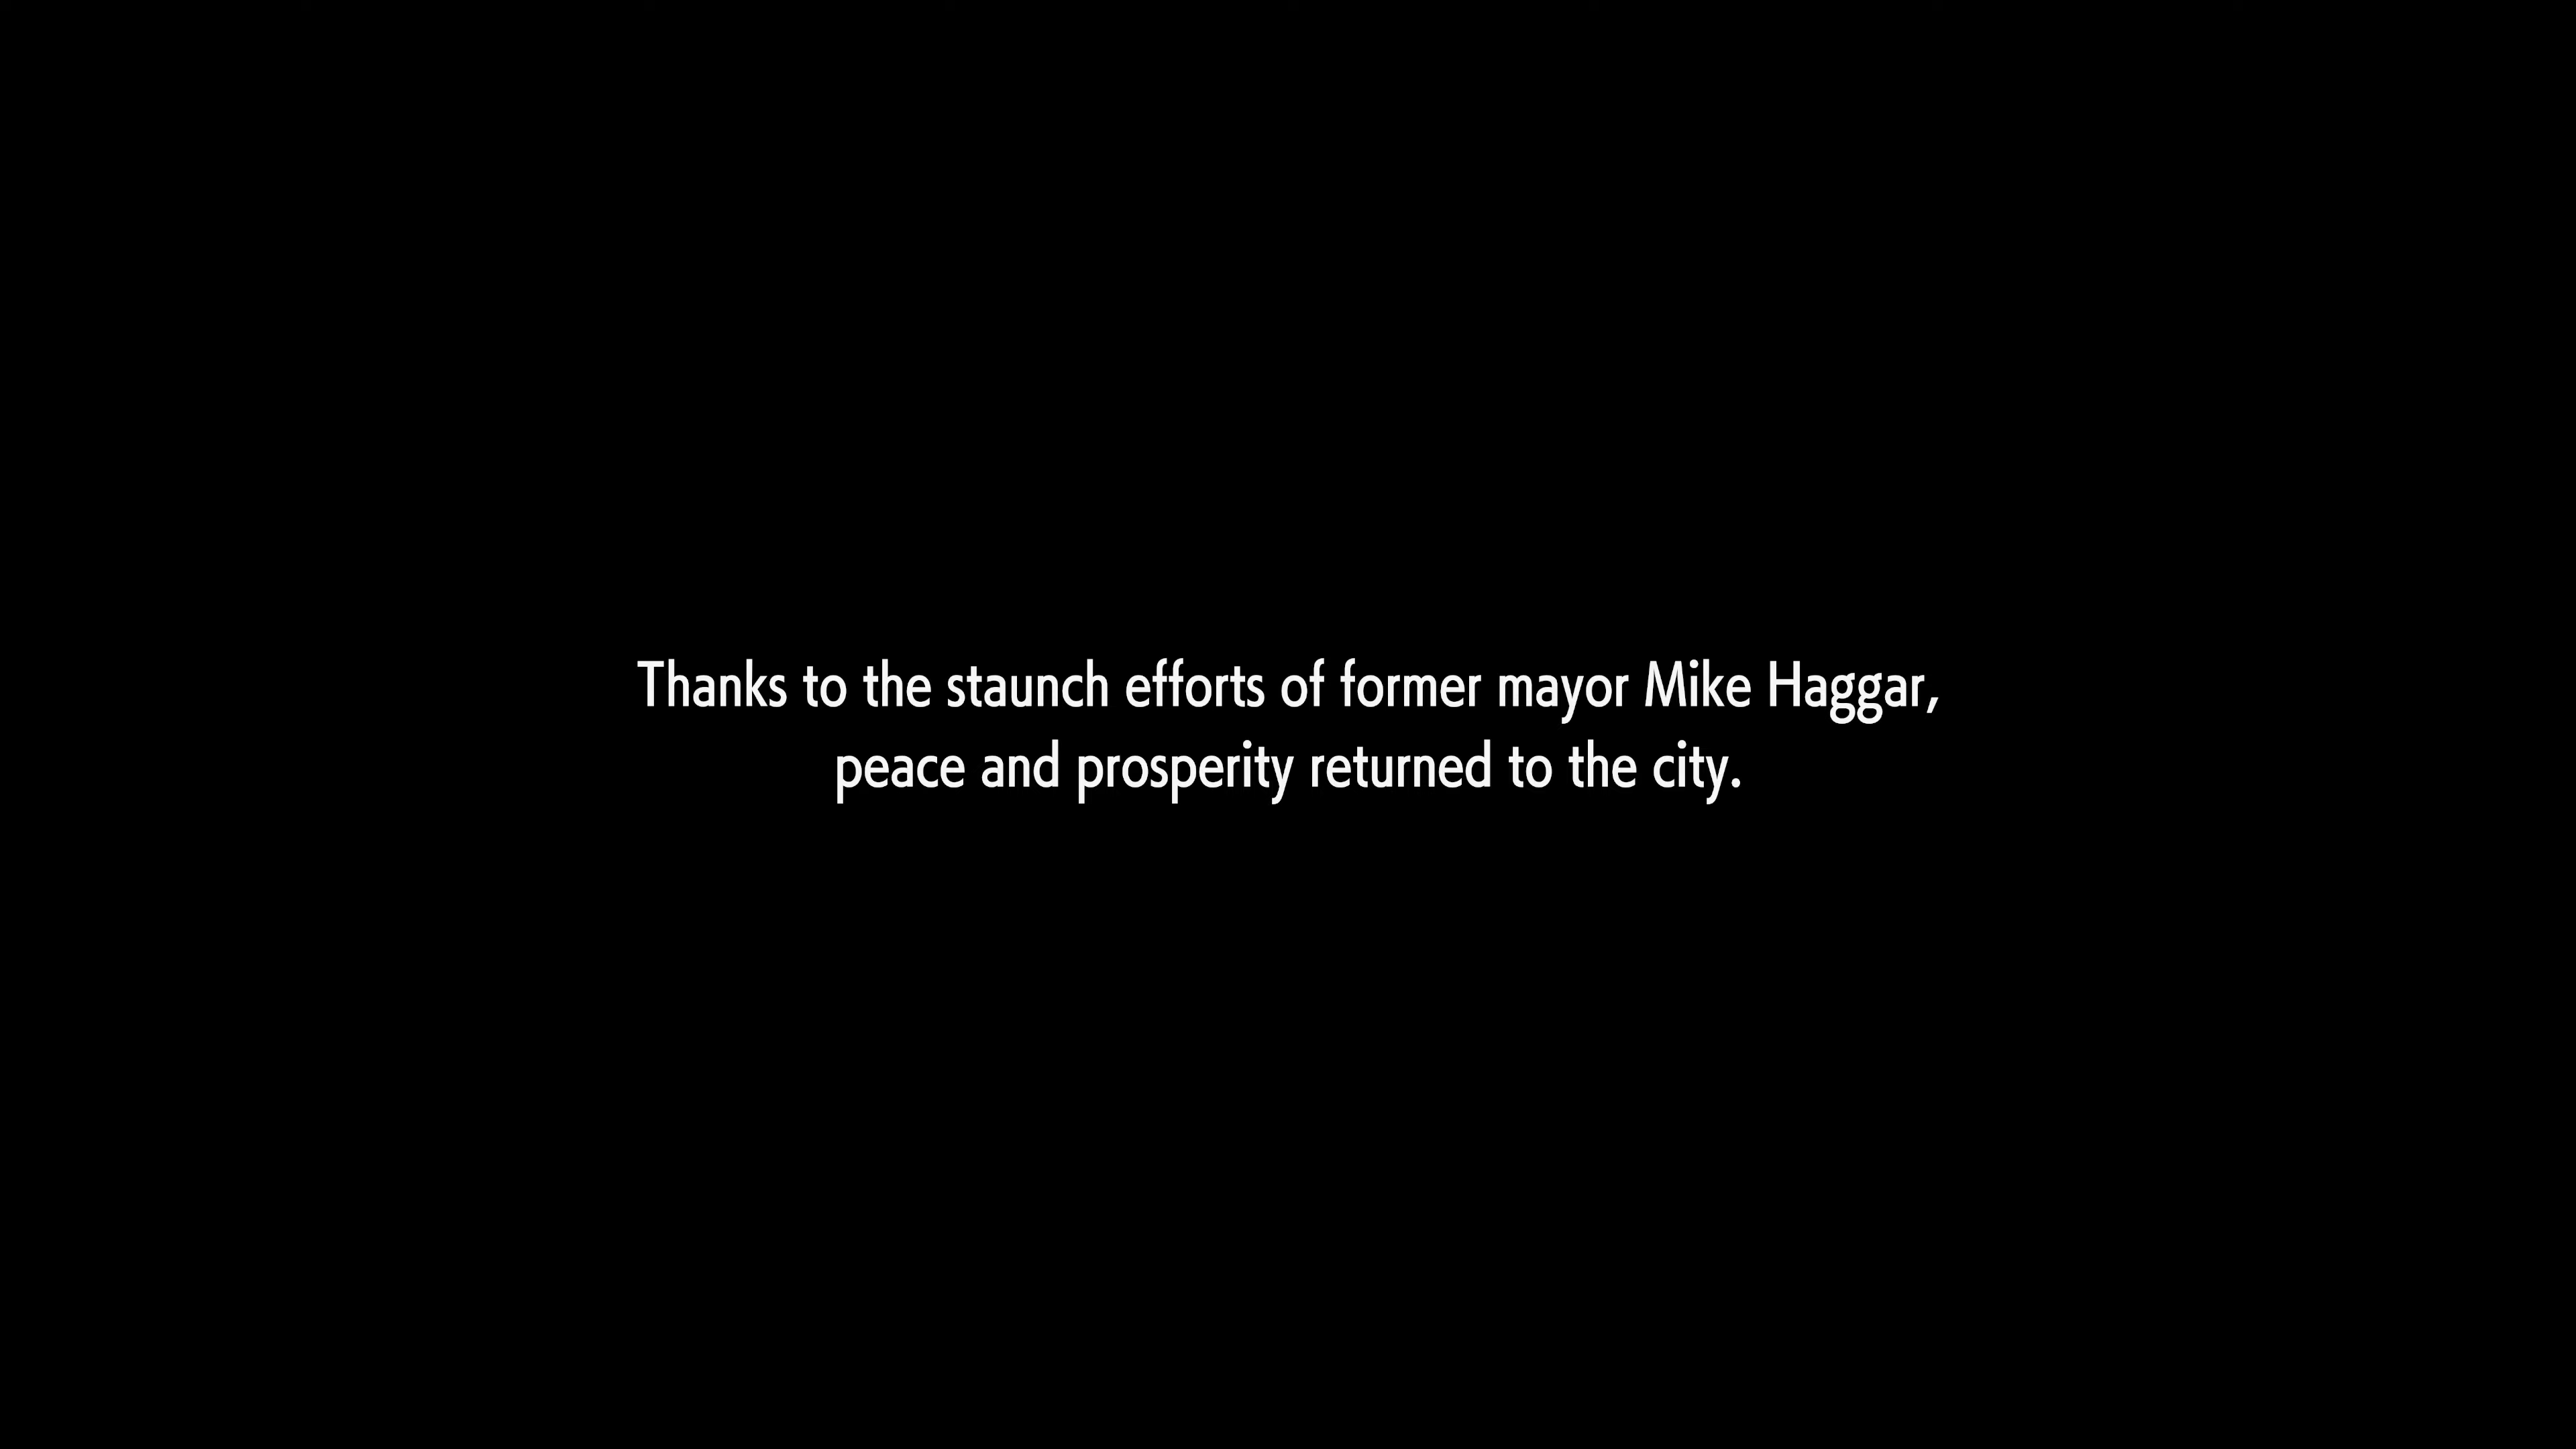 Thanks to the staunch efforts of former mayor Mike Haggar,
peace and prosperity returned to the city.